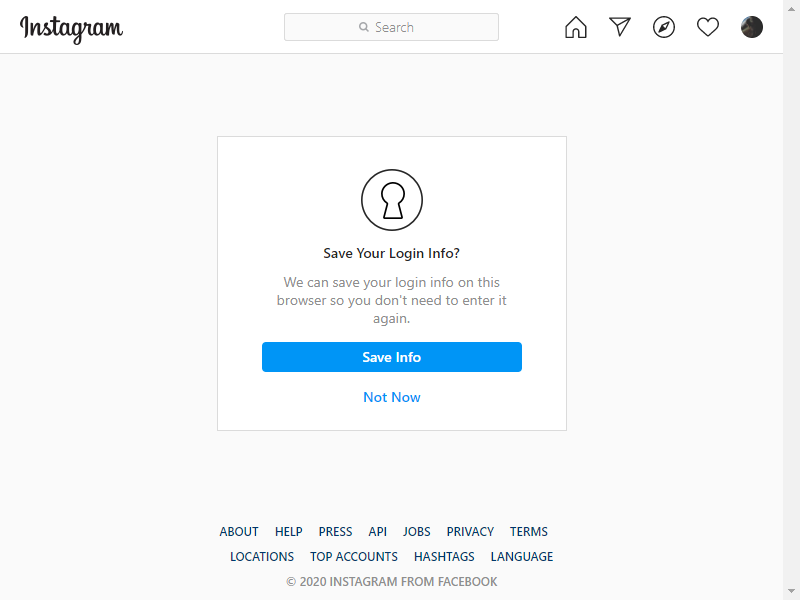 Instagram
Search
Save Your Login Info?
We can save your login info on this
browser so you don't need to enter it
again.
Save Info
Not Now
ABOUT HELP PRESS API JOBS PRIVACY TERMS
LOCATIONS TOP ACCOUNTS HASHTAGS LANGUAGE
© 2020 INSTAGRAM FROM FACEBOOK